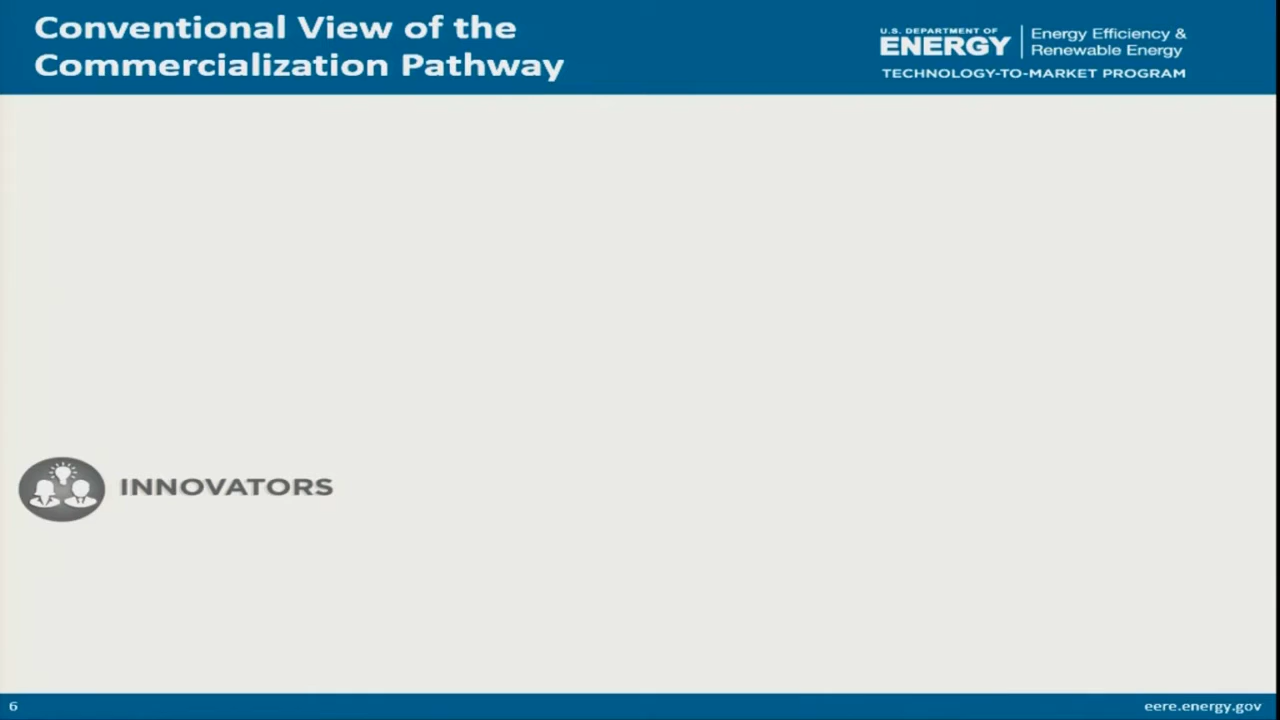 Conventional View of the
Commercialization Pathway
U.S. DEPARTMENT OF
ENERGY
Energy Efficiency &
Renewable Energy
TECHNOLOGY-TO-MARKET PROGRAM
INNOVATORS
6
eere.energy.gov